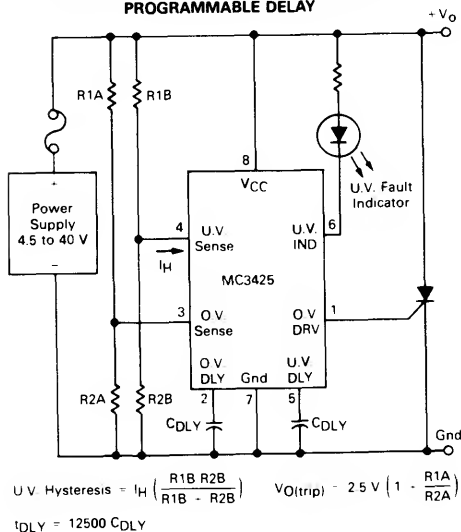 PROGRAMMABLE DELAY
+ Vo
R1A
R1B
8
VCC
U.V. Fault
Indicator
Power
Supply
4.5 to 40 V
+
−
4
U.V.
Sense
IH
U.V.
IND
6
MC3425
3
O.V.
Sense
O.V
DRV
1
O.V.
DLY
Gnd
U.V.
DLY
2
7
5
R2A
R2B
CDLY
CDLY
Gnd
U.V. Hysteresis = IH (R1B R2B / R1B - R2B)
VO(trip) - 2.5 V (1 - R1A / R2A)
tDLY = 12500 CDLY